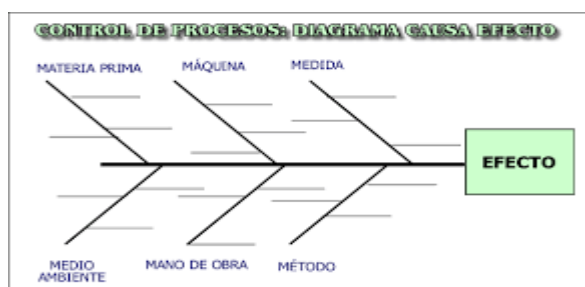 CONTROL DE PROCESOS: DIAGRAMA CAUSA EFECTO
MATERIA PRIMA
MÁQUINA
MEDIDA
EFECTO
MEDIO
AMBIENTE
MANO DE OBRA
MÉTODO